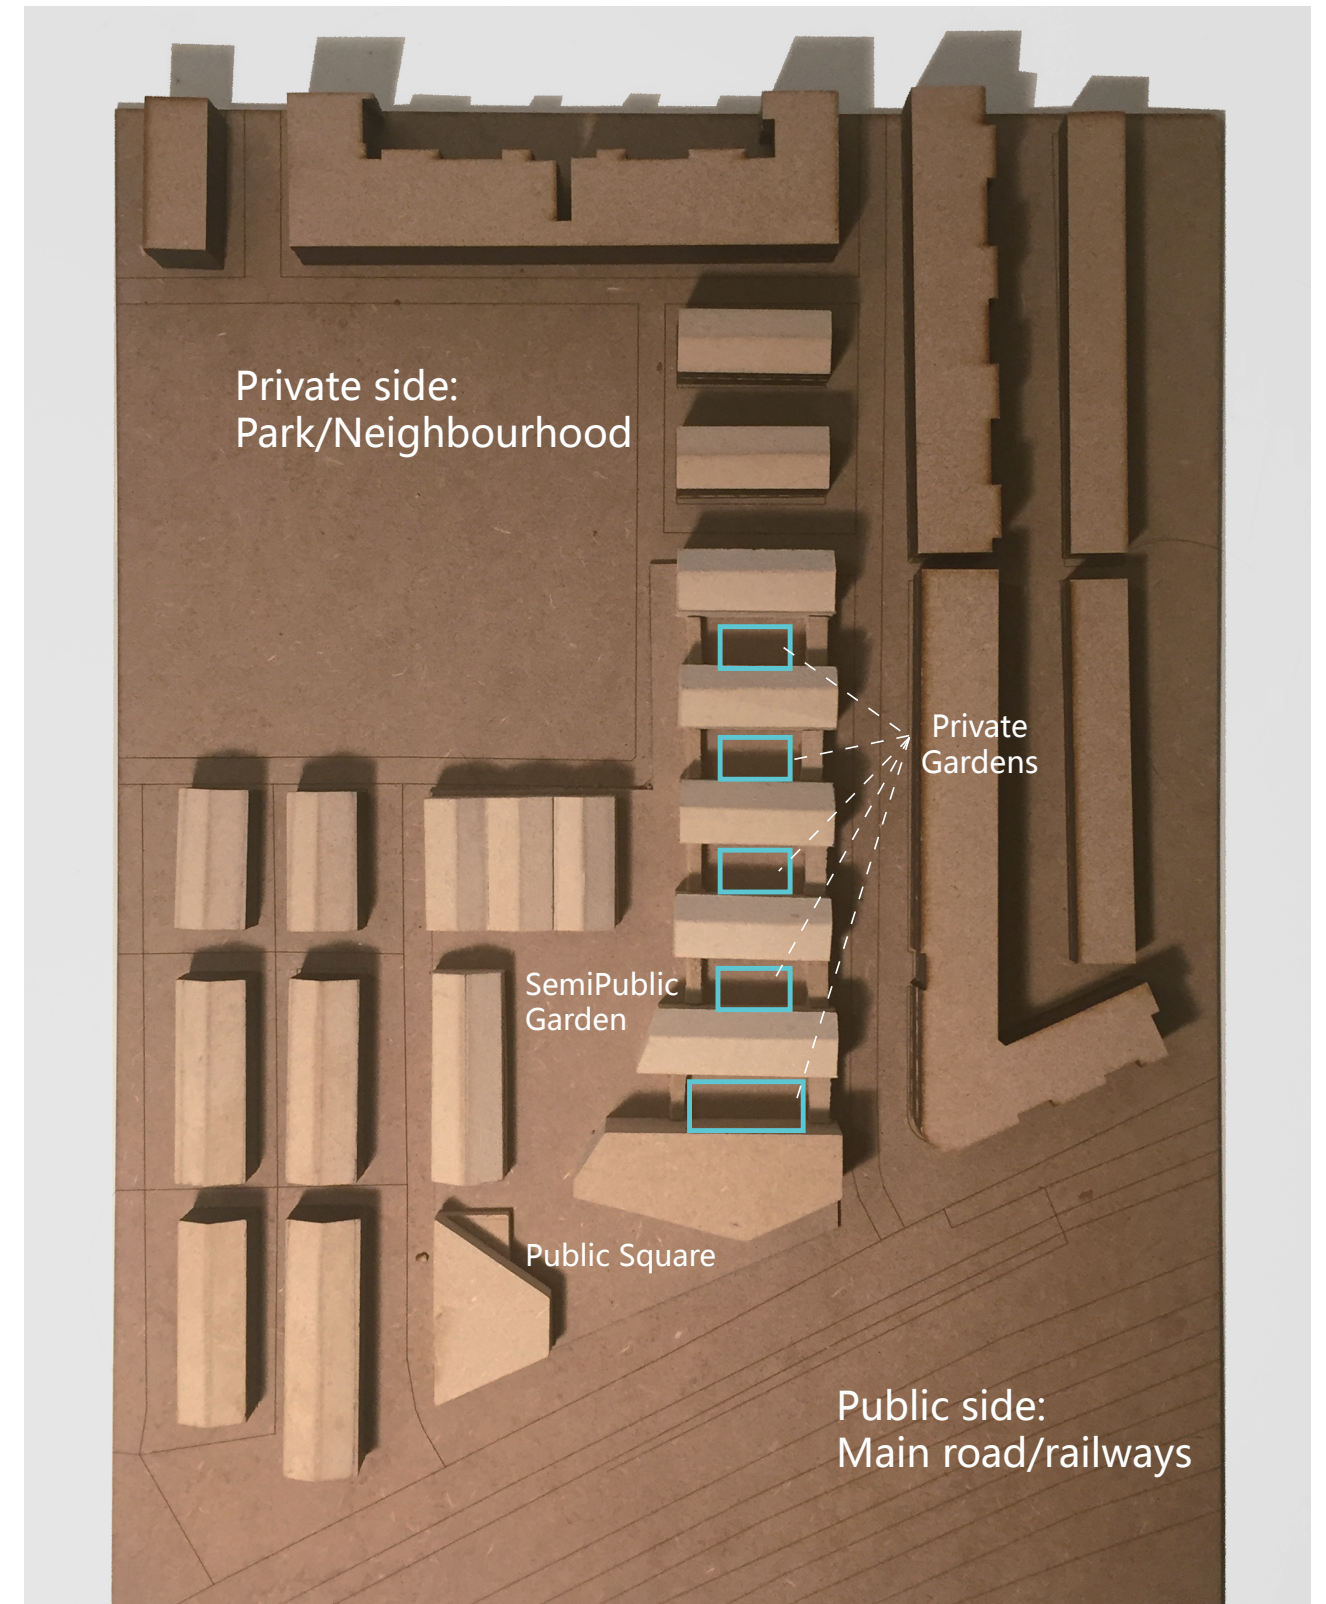 Private side:
Park/Neighbourhood
Private
Gardens
SemiPublic
Garden
Public Square
Public side:
Main road/railways